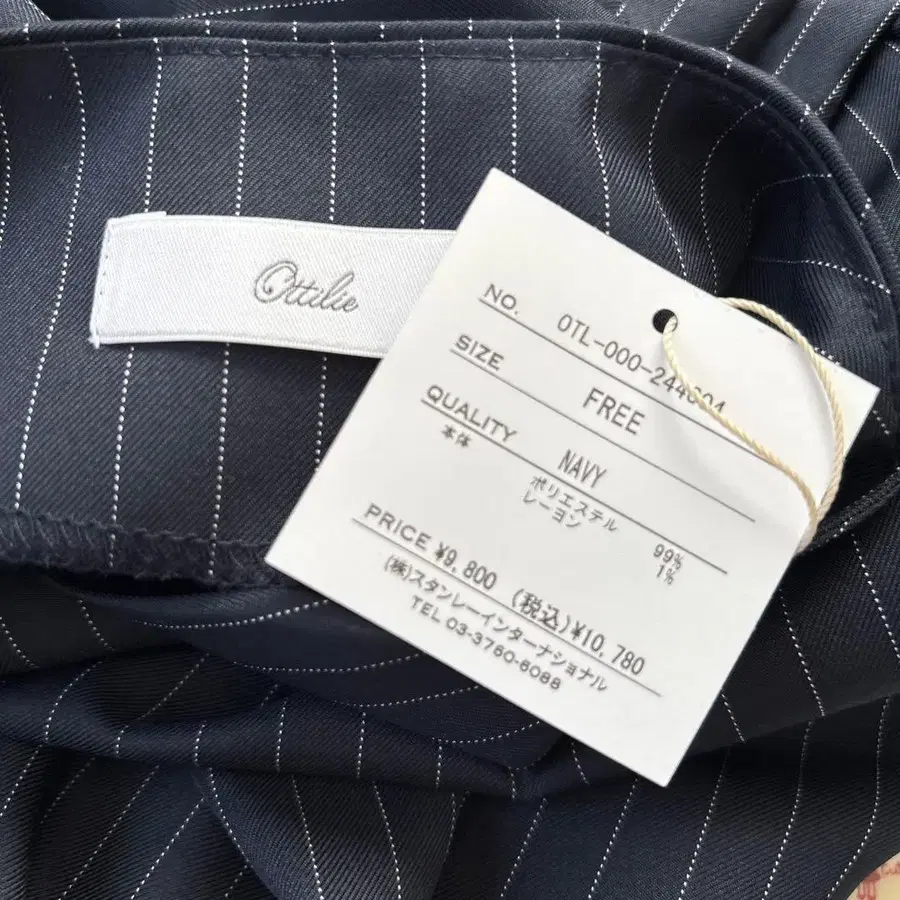 Ottilie
NO. OTL-000-244604
SIZE FREE
QUALITY NAVY
本体 ポリエステル 99%
レーヨン 1%
PRICE ¥9,800 (税込)¥10,780
(株)スタンレーインターナショナル
TEL 03-3760-6088